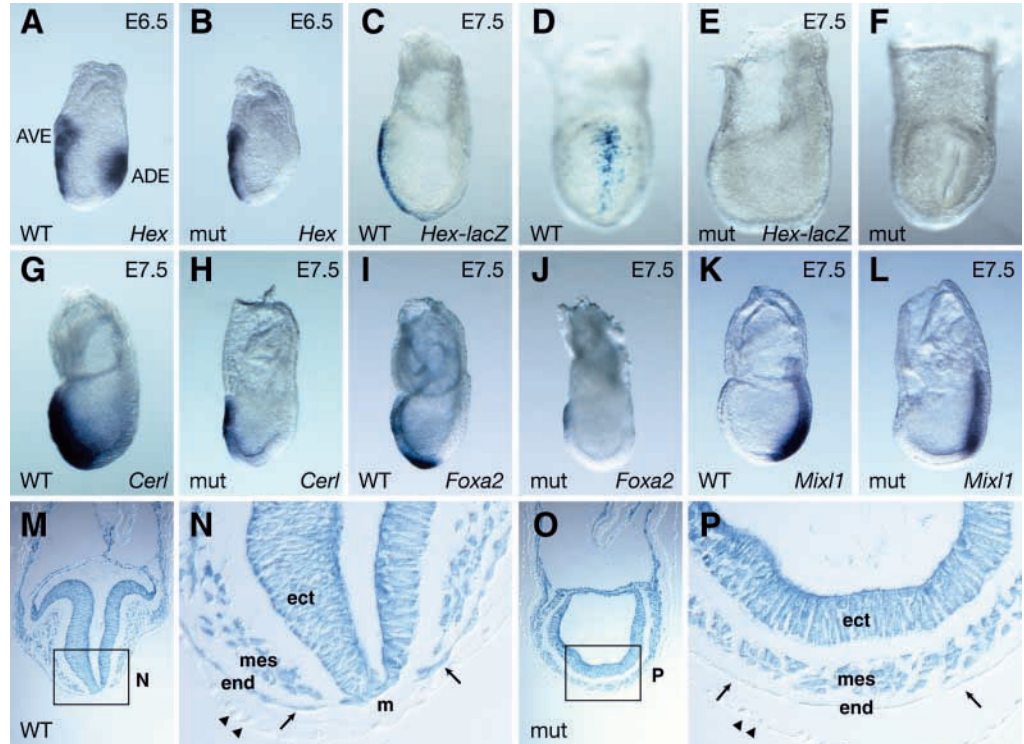 A E6.5 B E6.5 C E7.5 D E E7.5 F
AVE
ADE
WT Hex mut Hex WT Hex-lacZ WT mut Hex-lacZ mut
G E7.5 H E7.5 I E7.5 J E7.5 K E7.5 L E7.5
WT Cerl mut Cerl WT Foxa2 mut Foxa2 WT Mixl1 mut Mixl1
M N O P
ect
ect
mes
end
N
m
P
mes
end
WT mut